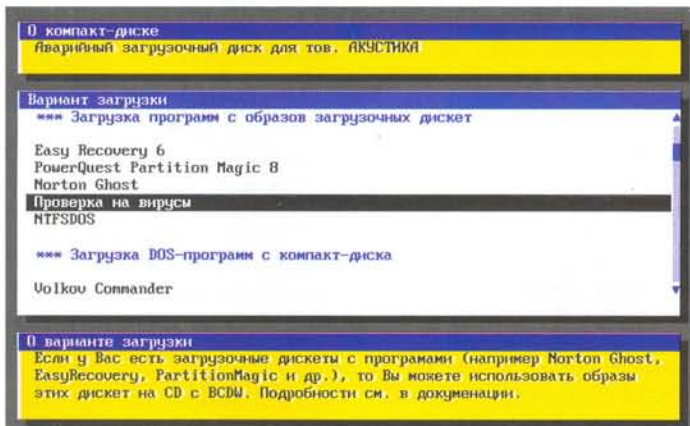 О компакт-диске
Аварийный загрузочный диск для тов. АКУСТИКА
Вариант загрузки
*** Загрузка программ с образов загрузочных дискет
Easy Recovery 6
PowerQuest Partition Magic 8
Norton Ghost
Проверка на вирусы
NTFSDOS
*** Загрузка DOS-программ с компакт-диска
Volkov Commander
О варианте загрузки
Если у Вас есть загрузочные дискеты с програмами (например Norton Ghost,
EasyRecovery, PartitionMagic и др.), то Вы можете использовать образы
этих дискет на CD с BCDW. Подробности см. в докуменации.